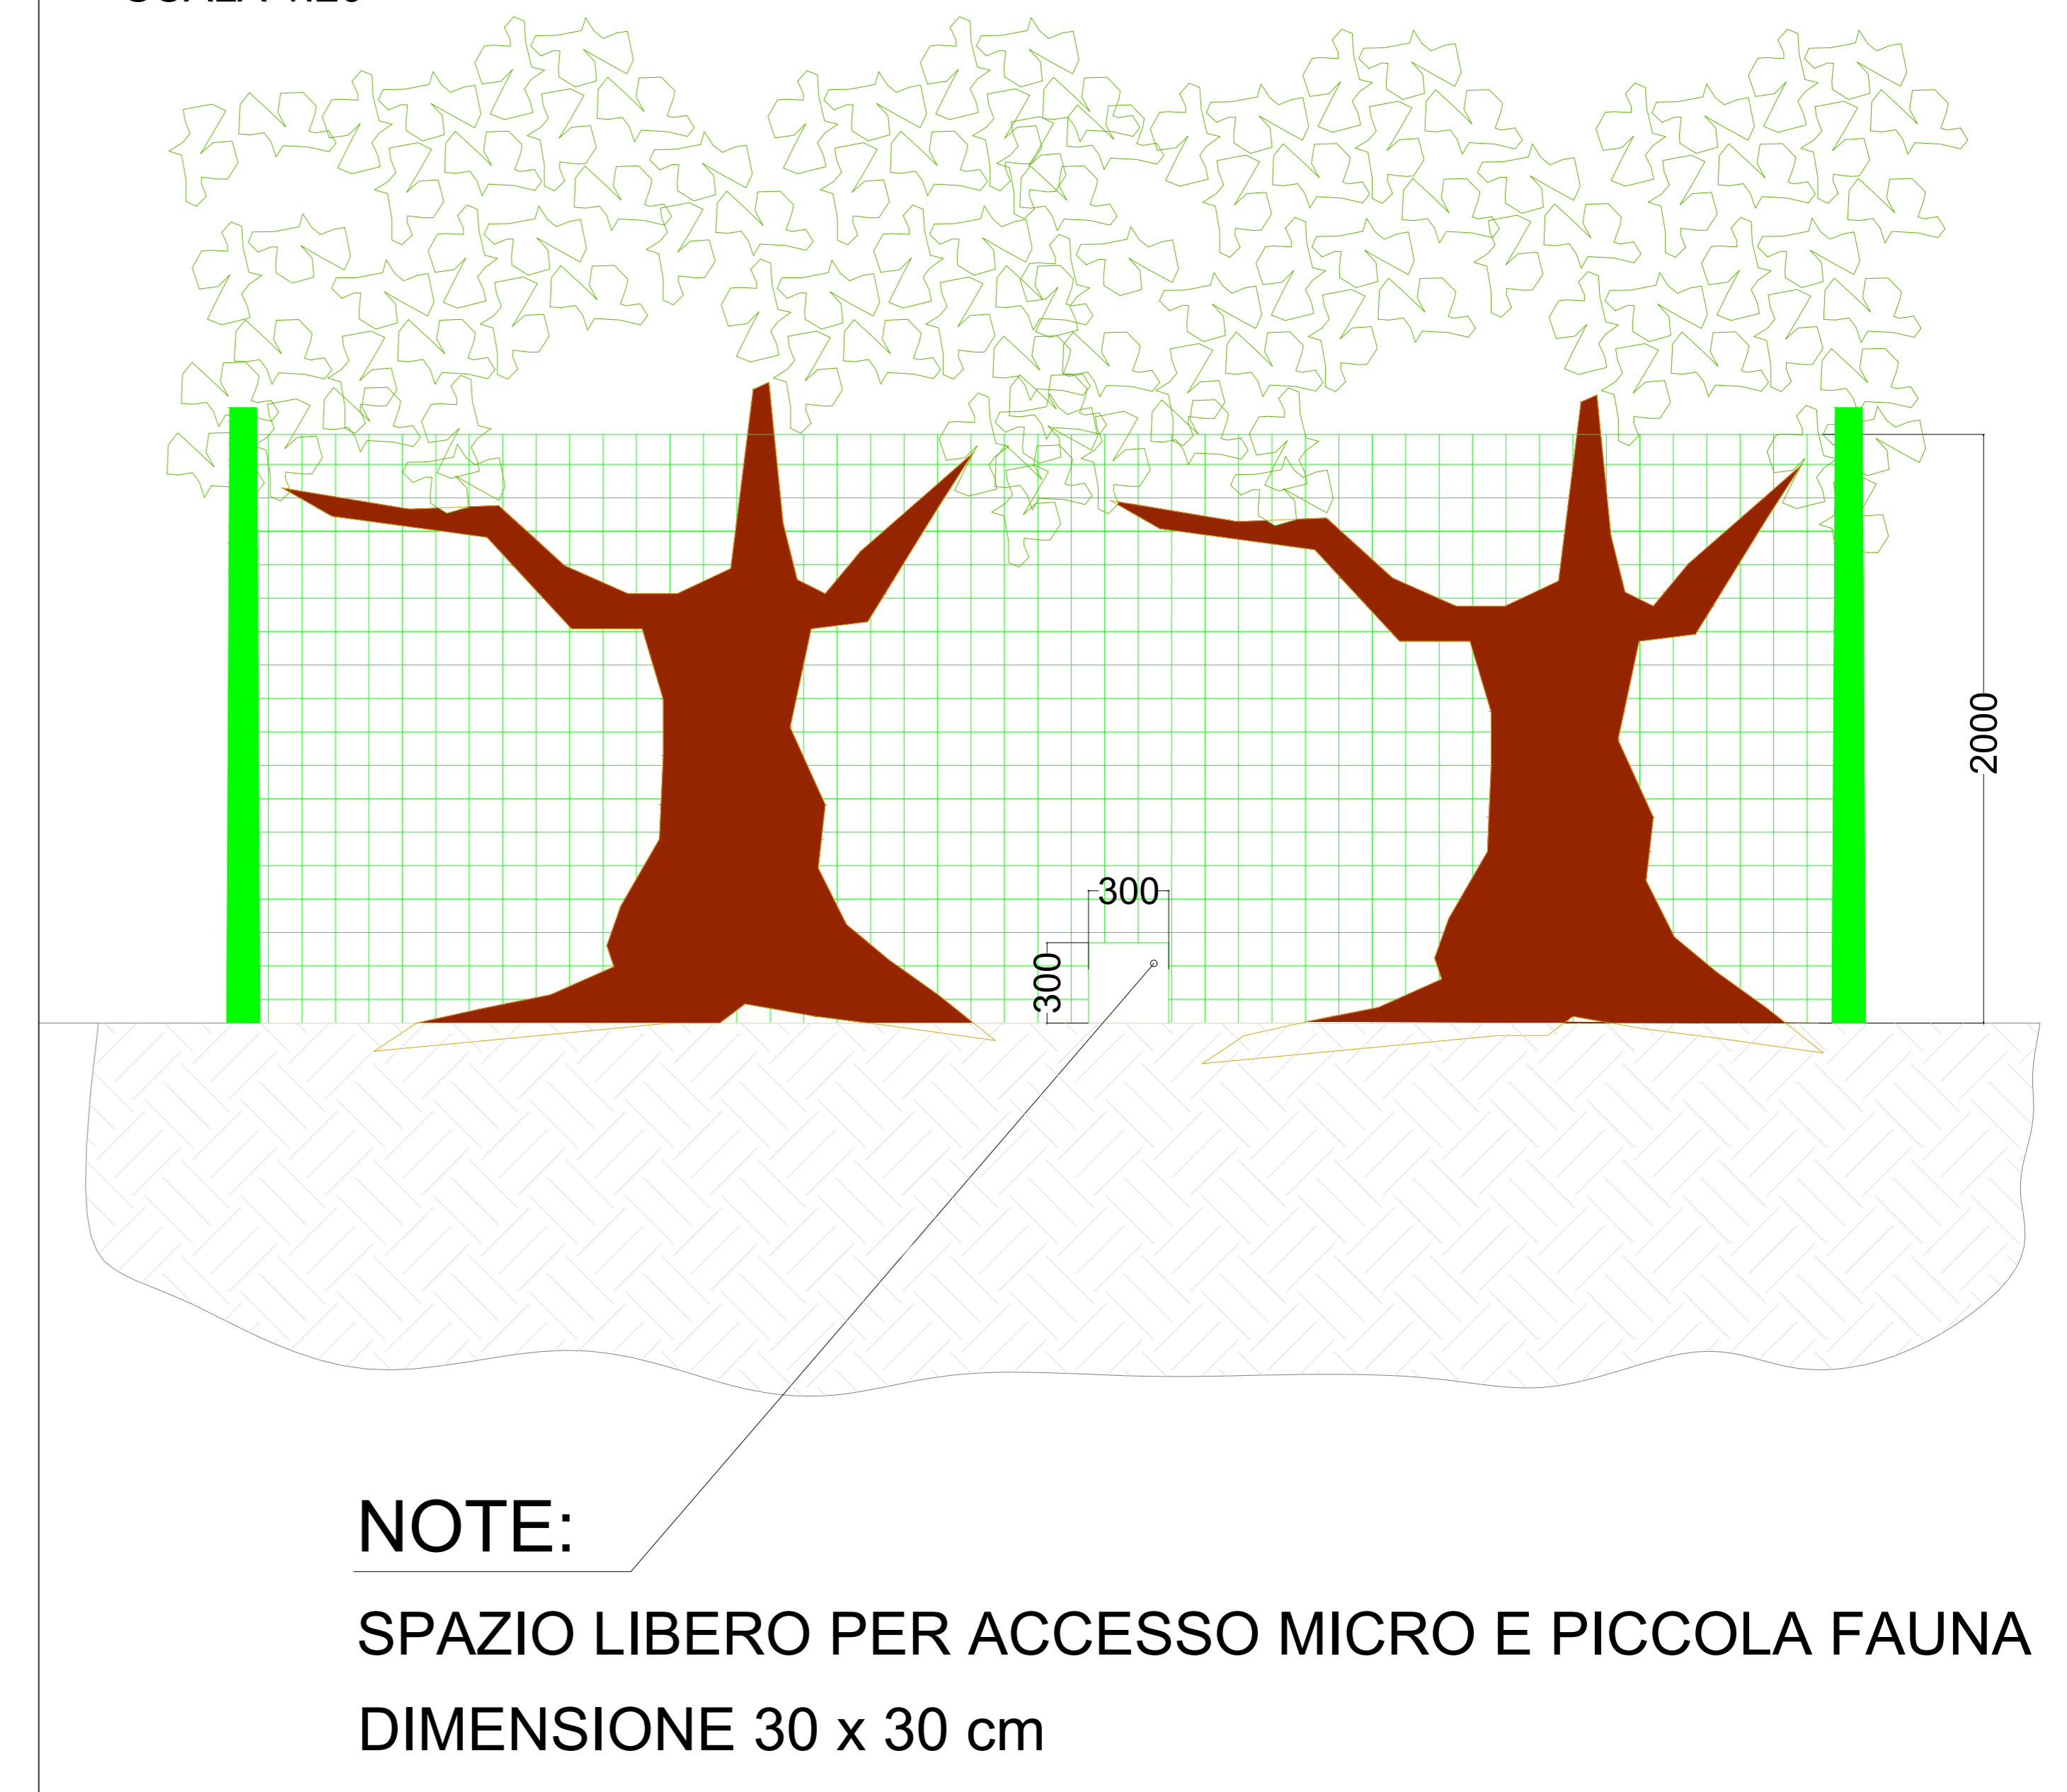 2000
300
300
NOTE:
SPAZIO LIBERO PER ACCESSO MICRO E PICCOLA FAUNA
DIMENSIONE 30 x 30 cm